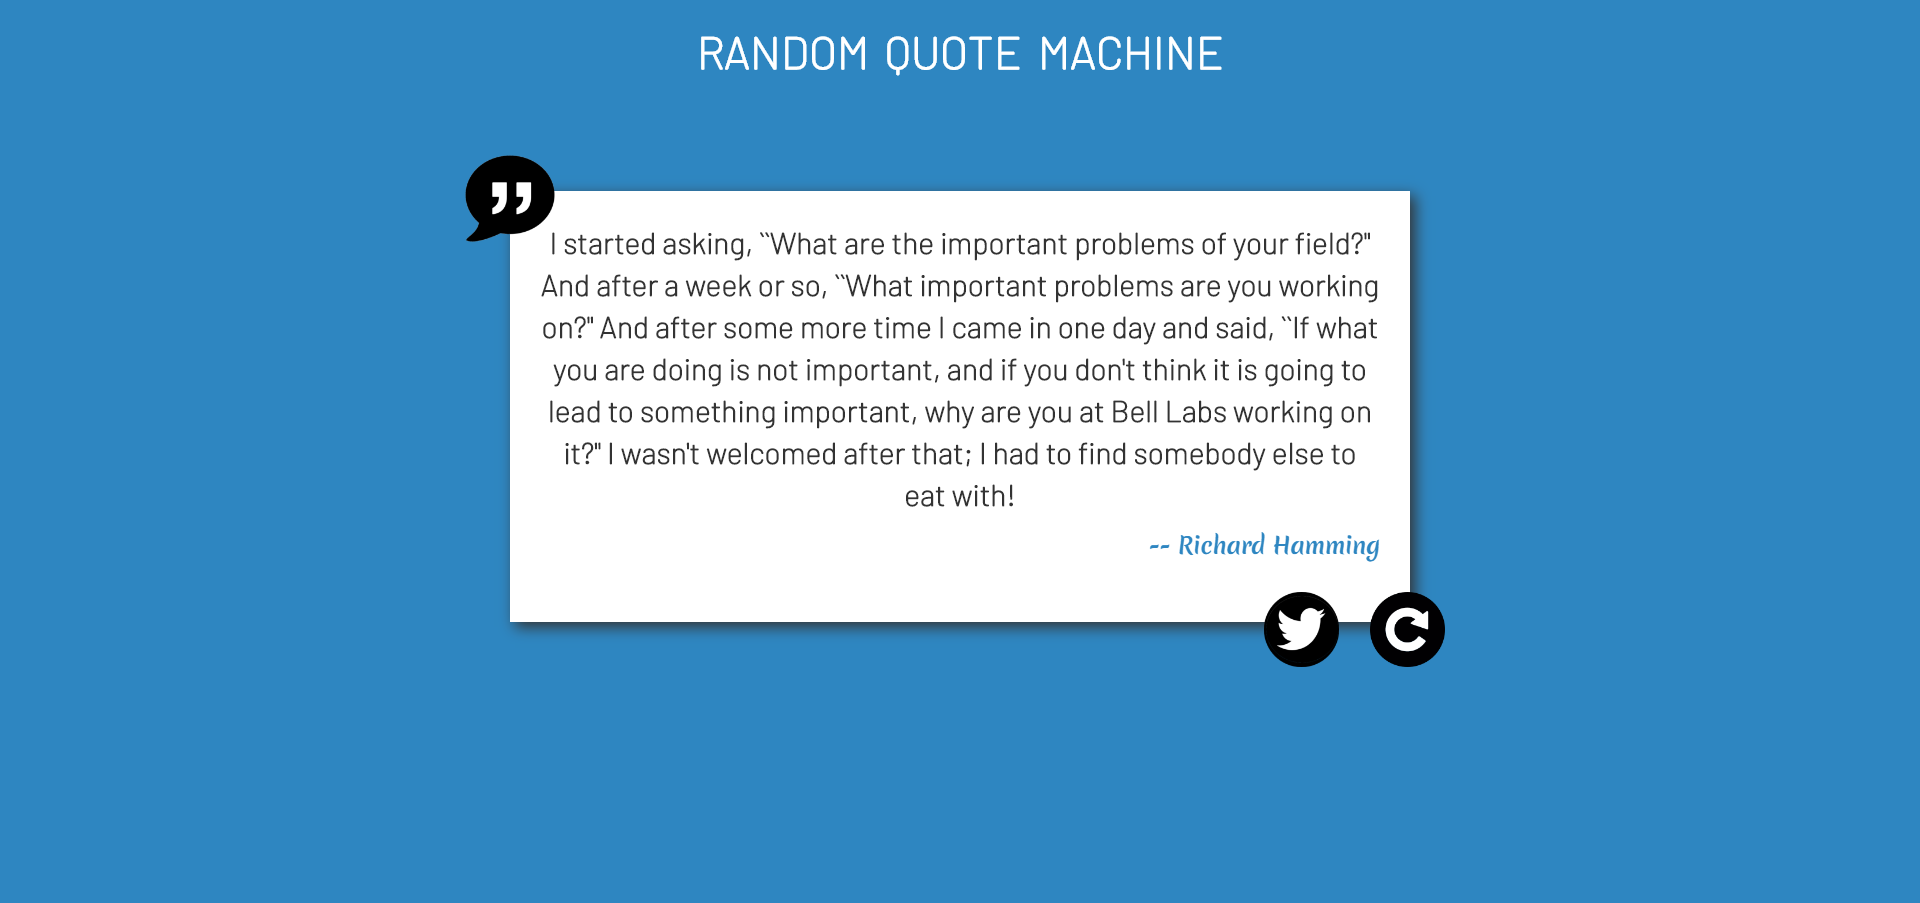 RANDOM QUOTE MACHINE
I started asking, ``What are the important problems of your field?"
And after a week or so, ``What important problems are you working
on?" And after some more time I came in one day and said, ``If what
you are doing is not important, and if you don't think it is going to
lead to something important, why are you at Bell Labs working on
it?" I wasn't welcomed after that; I had to find somebody else to
eat with!
-- Richard Hamming